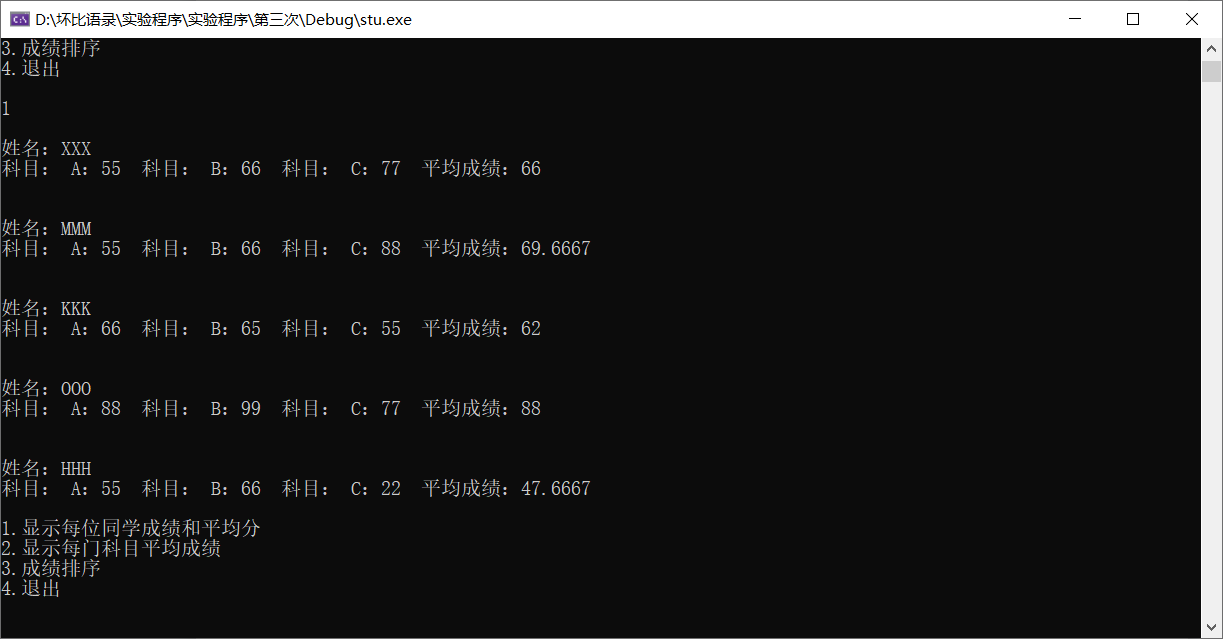 D:\坏比语录\实验程序\实验程序\第三次\Debug\stu.exe
3.成绩排序
4.退出
1
姓名：XXX
科目： A：55  科目： B：66  科目： C：77  平均成绩：66
姓名：MMM
科目： A：55  科目： B：66  科目： C：88  平均成绩：69.6667
姓名：KKK
科目： A：66  科目： B：65  科目： C：55  平均成绩：62
姓名：OOO
科目： A：88  科目： B：99  科目： C：77  平均成绩：88
姓名：HHH
科目： A：55  科目： B：66  科目： C：22  平均成绩：47.6667
1.显示每位同学成绩和平均分
2.显示每门科目平均成绩
3.成绩排序
4.退出